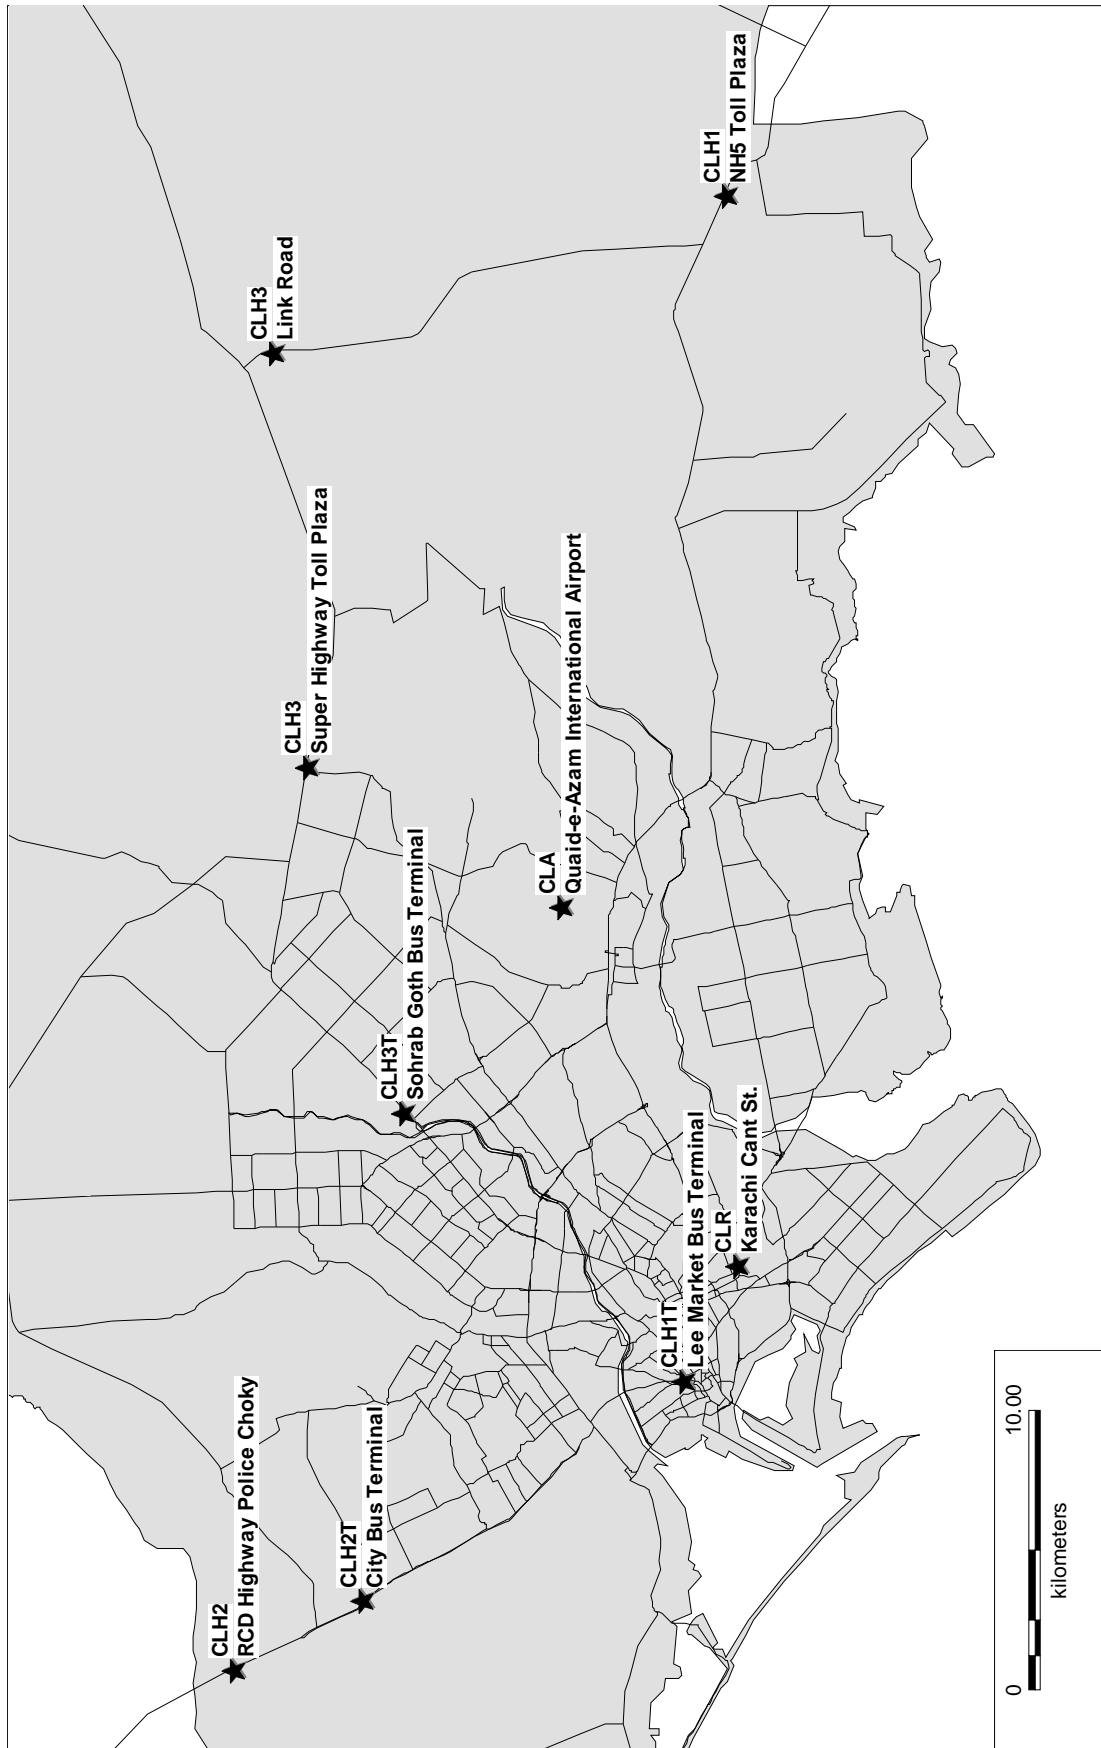 CLH2
RCD Highway Police Choky
CLH2T
City Bus Terminal
CLH3T
Sohrab Goth Bus Terminal
CLH3
Super Highway Toll Plaza
CLH3
Link Road
CLA
Quaid-e-Azam International Airport
CLH1T
Lee Market Bus Terminal
CLR
Karachi Cant St.
CLH1
NH5 Toll Plaza
0 10.00
kilometers